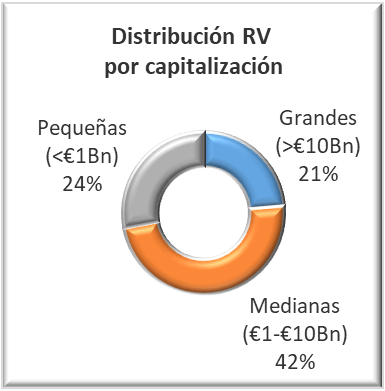 Distribución RV
por capitalización
Grandes
(>€10Bn)
21%
Pequeñas
(<€1Bn)
24%
Medianas
(€1-€10Bn)
42%